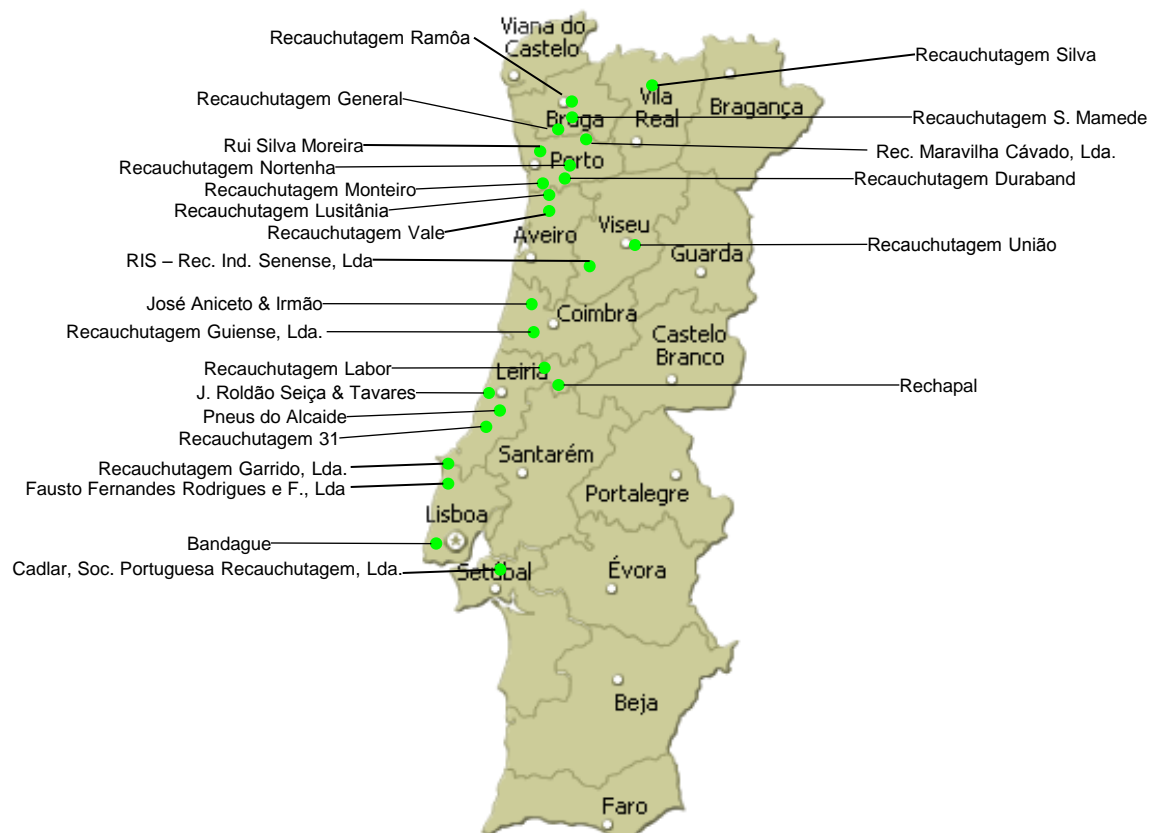 Viana do
Castelo
Recauchutagem Ramôa
Recauchutagem Silva
Recauchutagem General
Vila
Real
Bragança
Braga
Recauchutagem S. Mamede
Rui Silva Moreira
Rec. Maravilha Cávado, Lda.
Porto
Recauchutagem Nortenha
Recauchutagem Duraband
Recauchutagem Monteiro
Recauchutagem Lusitânia
Recauchutagem Vale
Aveiro
Viseu
Recauchutagem União
Guarda
RIS – Rec. Ind. Senense, Lda
José Aniceto & Irmão
Coimbra
Recauchutagem Guiense, Lda.
Castelo
Branco
Recauchutagem Labor
Leiria
J. Roldão Seiça & Tavares
Rechapal
Pneus do Alcaide
Recauchutagem 31
Santarém
Recauchutagem Garrido, Lda.
Fausto Fernandes Rodrigues e F., Lda
Portalegre
Lisboa
Bandague
Cadlar, Soc. Portuguesa Recauchutagem, Lda.
Setúbal
Évora
Beja
Faro